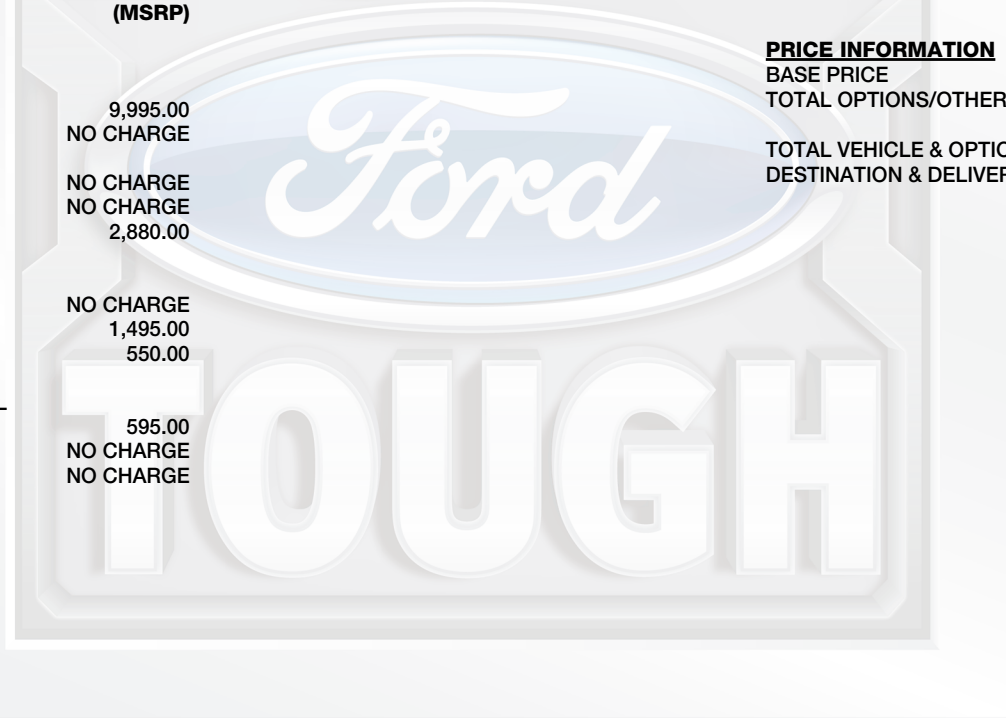 (MSRP)
9,995.00
NO CHARGE
NO CHARGE
NO CHARGE
2,880.00
NO CHARGE
1,495.00
550.00
595.00
NO CHARGE
NO CHARGE
PRICE INFORMATION
BASE PRICE
TOTAL OPTIONS/OTHER
TOTAL VEHICLE & OPTIO
DESTINATION & DELIVER
Ford
TOUGH